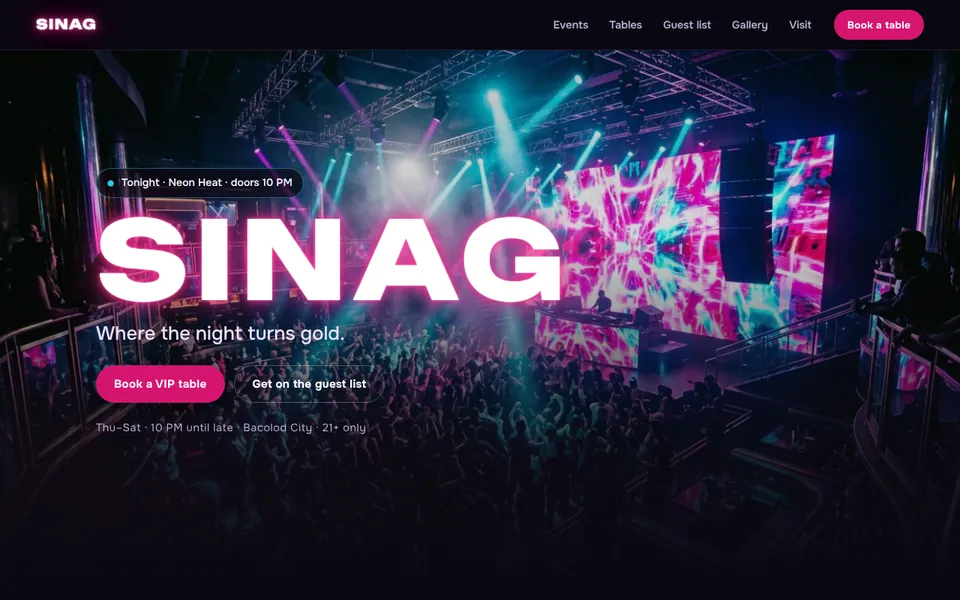 SINAG
Events Tables Guest list Gallery Visit Book a table
Tonight · Neon Heat · doors 10 PM
SINAG
Where the night turns gold.
Book a VIP table Get on the guest list
Thu–Sat · 10 PM until late · Bacolod City · 21+ only